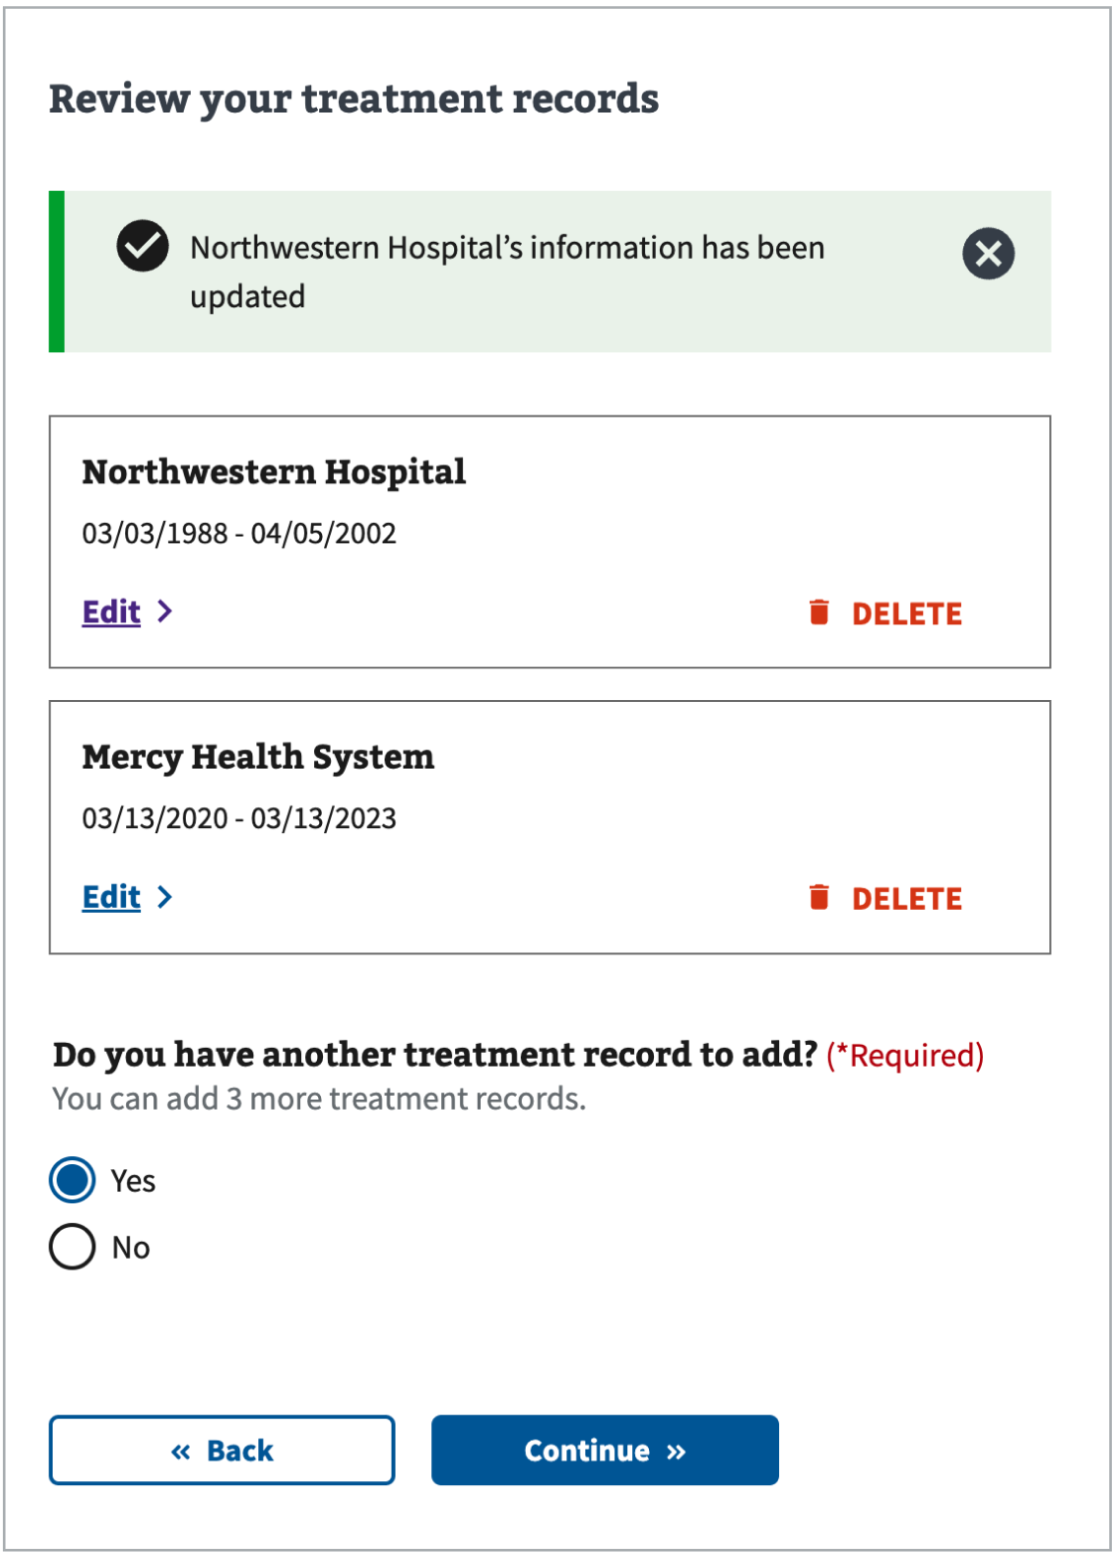 Review your treatment records
Northwestern Hospital’s information has been
updated
Northwestern Hospital
03/03/1988 - 04/05/2002
Edit >
DELETE
Mercy Health System
03/13/2020 - 03/13/2023
Edit >
DELETE
Do you have another treatment record to add? (*Required)
You can add 3 more treatment records.
Yes
No
« Back
Continue »